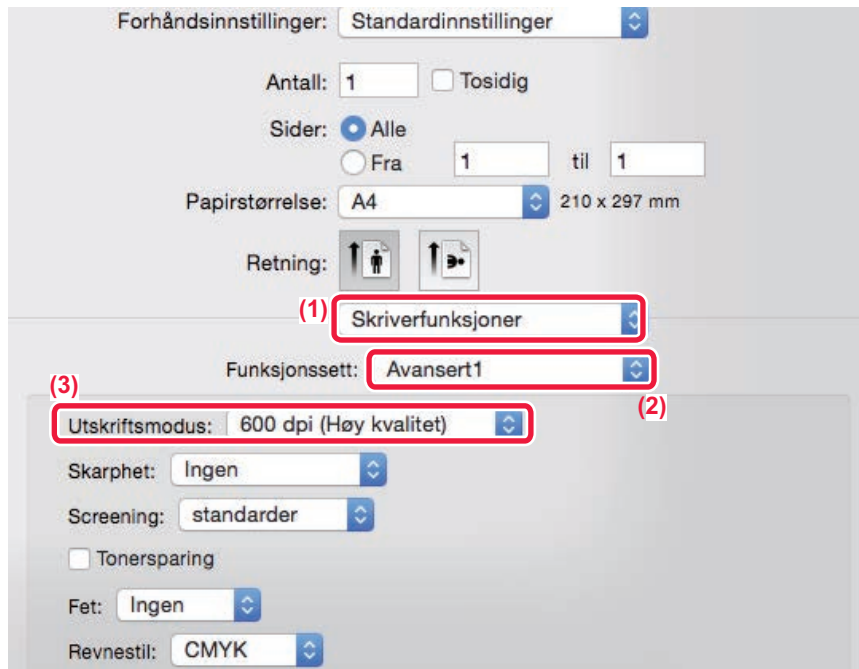 Forhåndsinnstillinger: Standardinnstillinger
Antall: 1 Tosidig
Sider: Alle
Fra 1 til 1
Papirstørrelse: A4 210 x 297 mm
Retning:
(1) Skriverfunksjoner
Funksjonssett: Avansert1
(3) (2)
Utskriftsmodus: 600 dpi (Høy kvalitet)
Skarphet: Ingen
Screening: standarder
Tonersparing
Fet: Ingen
Revnestil: CMYK